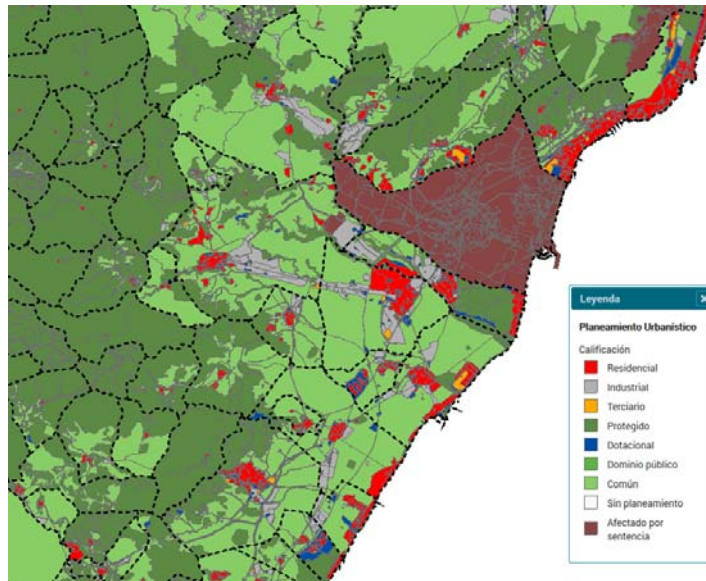 Leyenda
Planeamiento Urbanístico
Calificación
Residencial
Industrial
Terciario
Protegido
Dotacional
Dominio público
Común
Sin planeamiento
Afectado por
sentencia